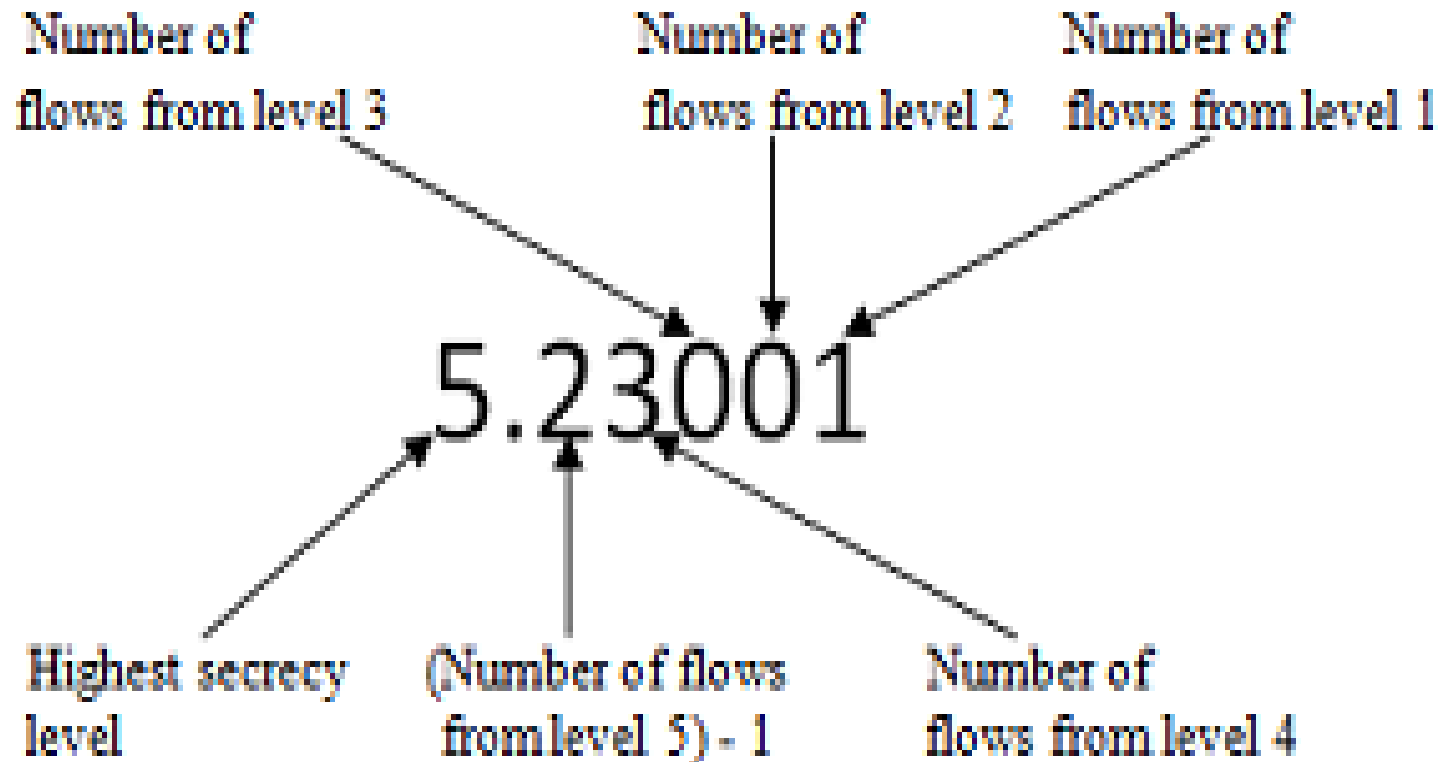 Number of
flows from level 3
Number of
flows from level 2
Number of
flows from level 1
5.23001
Highest secrecy
level
(Number of flows
from level 5) - 1
Number of
flows from level 4